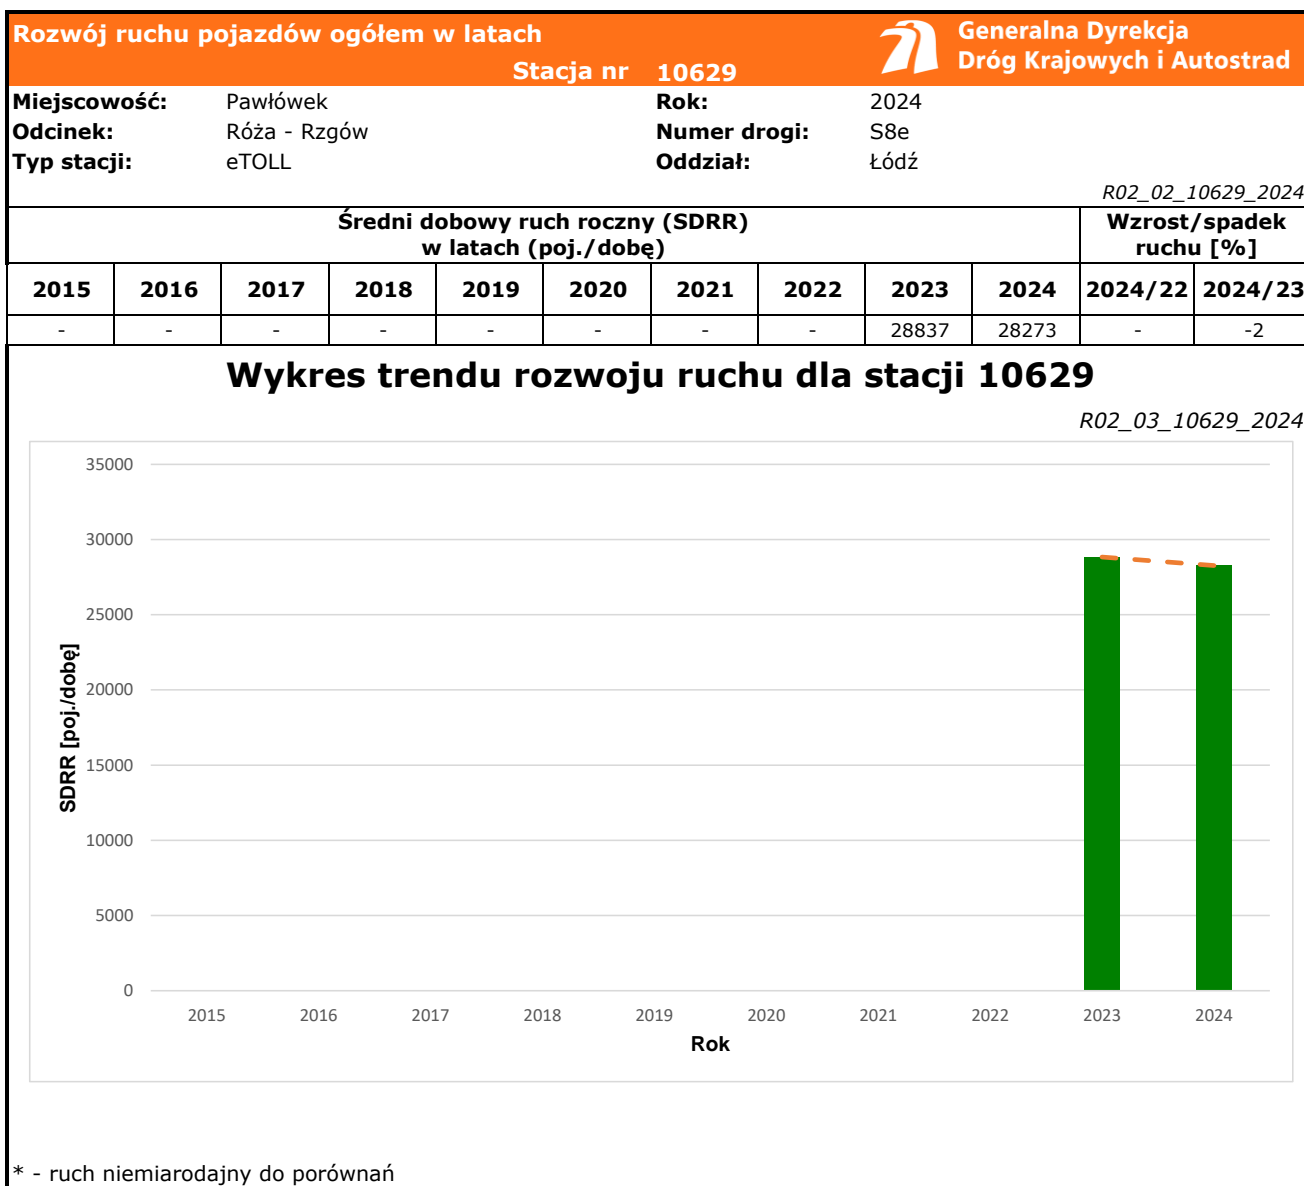 Rozwój ruchu pojazdów ogółem w latach
Stacja nr 10629
Generalna Dyrekcja
Dróg Krajowych i Autostrad
Miejscowość: Pawłówek Rok: 2024
Odcinek: Róża - Rzgów Numer drogi: S8e
Typ stacji: eTOLL Oddział: Łódź
R02_02_10629_2024
Średni dobowy ruch roczny (SDRR)
w latach (poj./dobę)
Wzrost/spadek
ruchu [%]
2015 2016 2017 2018 2019 2020 2021 2022 2023 2024 2024/22 2024/23
- - - - - - - - 28837 28273 - -2
Wykres trendu rozwoju ruchu dla stacji 10629
R02_03_10629_2024
35000
30000
25000
20000
15000
10000
5000
0
SDRR [poj./dobę]
2015 2016 2017 2018 2019 2020 2021 2022 2023 2024
Rok
* - ruch niemiarodajny do porównań